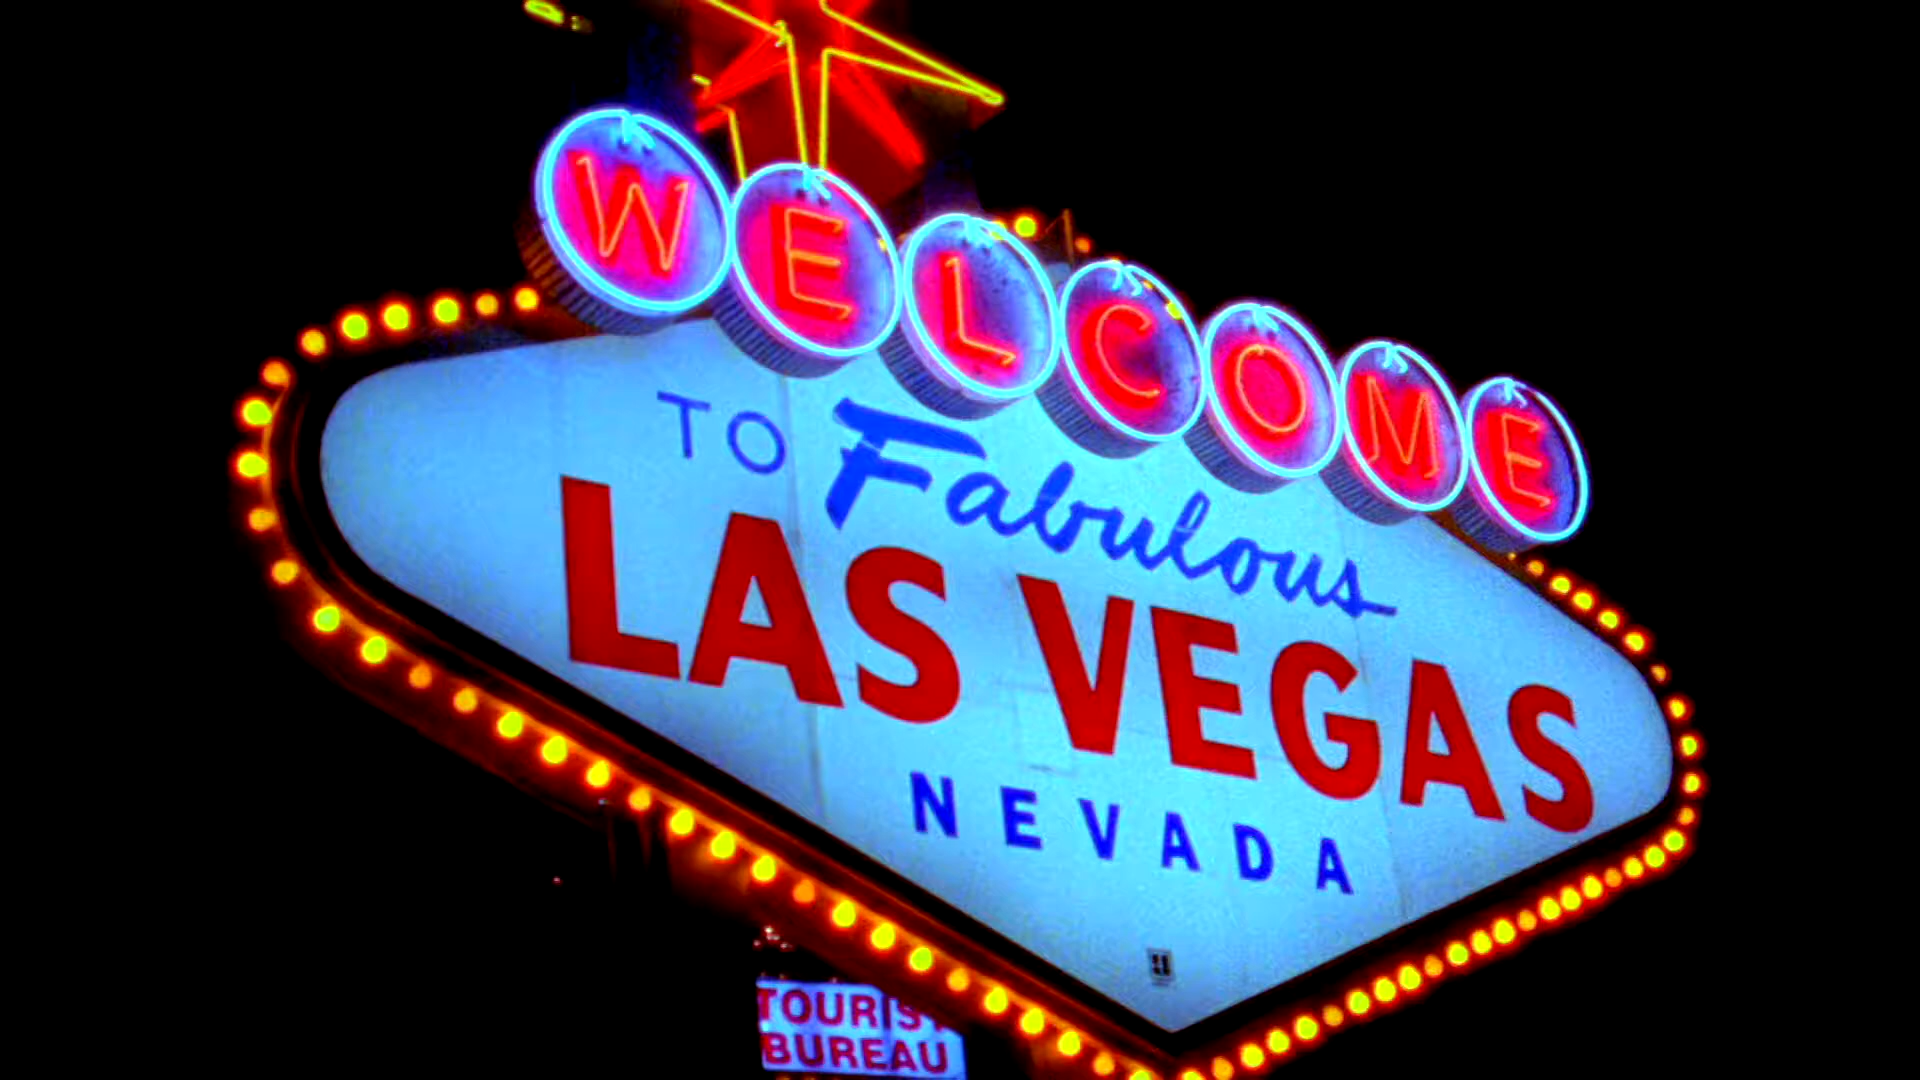 WELCOME
TO Fabulous
LAS VEGAS
NEVADA
TOURIST
BUREAU